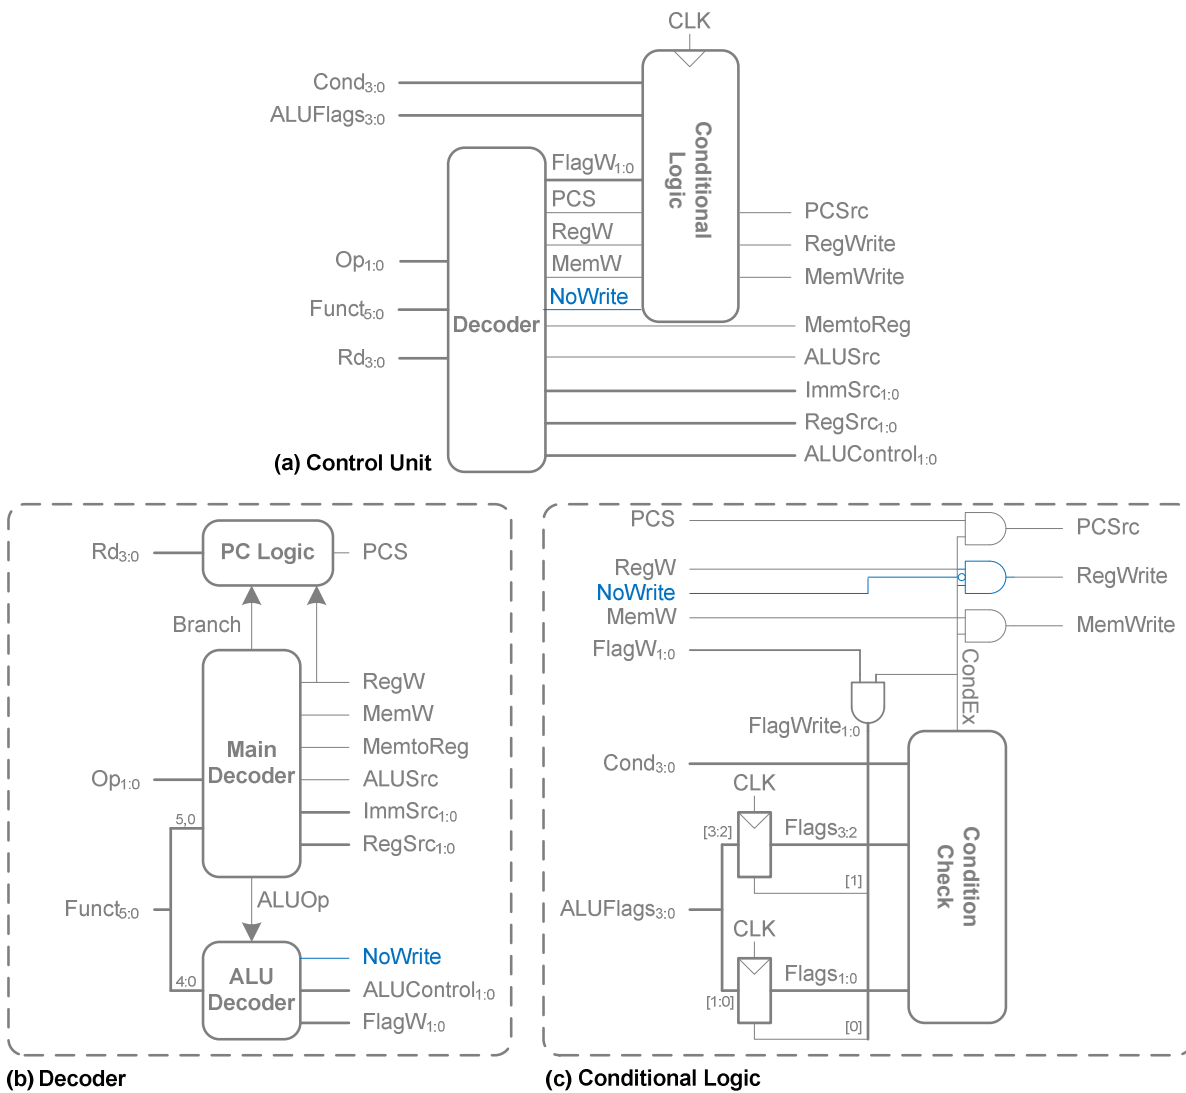 CLK
Cond3:0
ALUFlags3:0
Conditional
Logic
FlagW1:0
PCS
PCSrc
RegW
RegWrite
Op1:0
MemW
MemWrite
NoWrite
Funct5:0
Decoder
MemtoReg
Rd3:0
ALUSrc
ImmSrc1:0
RegSrc1:0
ALUControl1:0
(a) Control Unit
Rd3:0
PC Logic
PCS
Branch
RegW
MemW
Main
Decoder
MemtoReg
Op1:0
ALUSrc
5,0
ImmSrc1:0
RegSrc1:0
Funct5:0
ALUOp
NoWrite
4:0
ALU
Decoder
ALUControl1:0
FlagW1:0
(b) Decoder
PCS
PCSrc
RegW
NoWrite
RegWrite
MemW
MemWrite
FlagW1:0
CondEx
FlagWrite1:0
Cond3:0
CLK
[3:2]
Flags3:2
[1]
Condition
Check
ALUFlags3:0
CLK
Flags1:0
[1:0]
[0]
(c) Conditional Logic